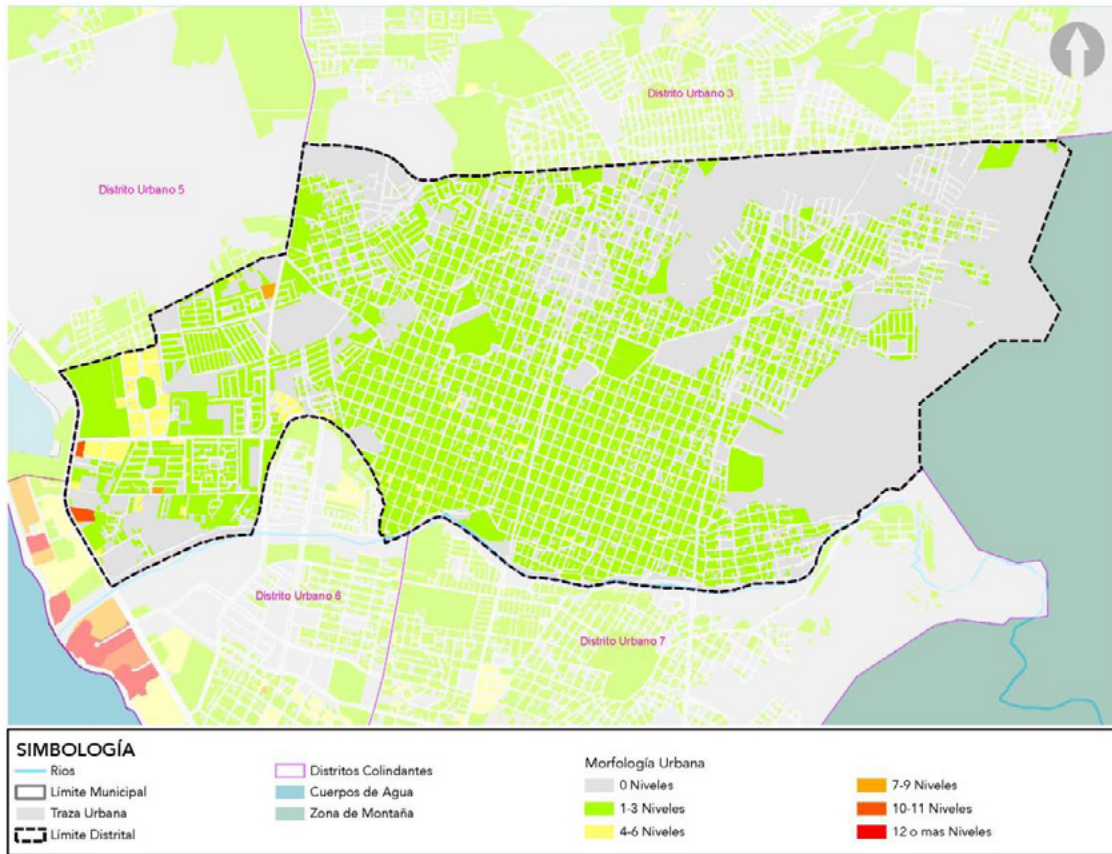 Distrito Urbano 3
Distrito Urbano 5
Distrito Urbano 6
Distrito Urbano 7
SIMBOLOGÍA
Rios
Límite Municipal
Traza Urbana
Límite Distrital
Distritos Colindantes
Cuerpos de Agua
Zona de Montaña
Morfología Urbana
0 Niveles
1-3 Niveles
4-6 Niveles
7-9 Niveles
10-11 Niveles
12 o mas Niveles